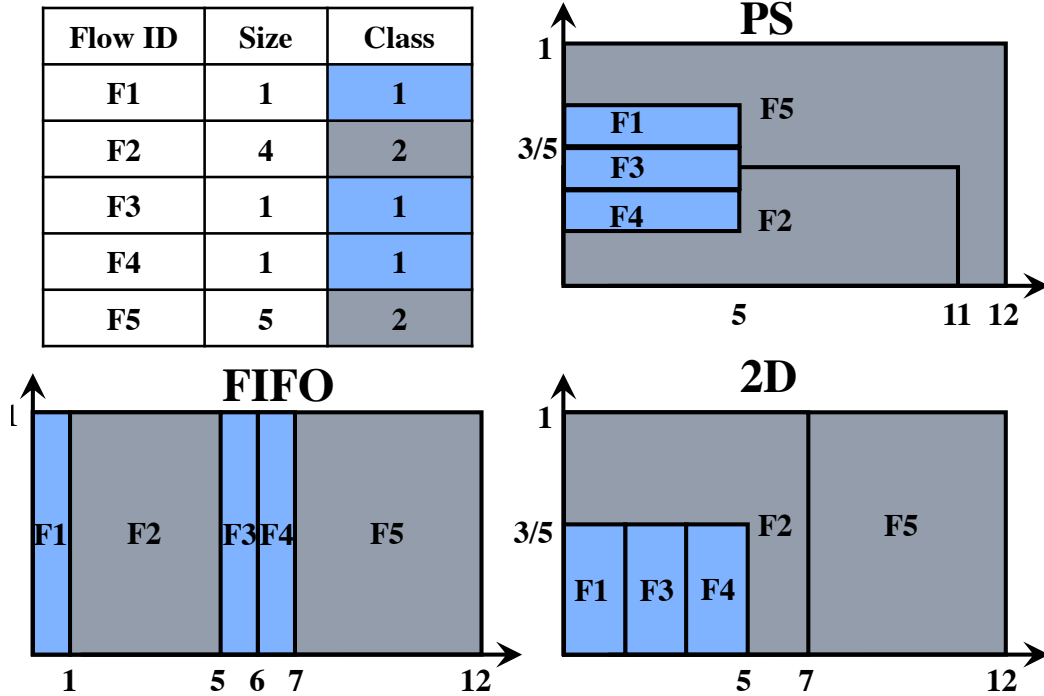 Flow ID Size Class
F1 1 1
F2 4 2
F3 1 1
F4 1 1
F5 5 2
PS
1
F5
F1
3/5
F3
F4
F2
5 11 12
FIFO
1
F1 F2 F3 F4 F5
1 5 6 7 12
2D
1
3/5
F2 F5
F1 F3 F4
5 7 12